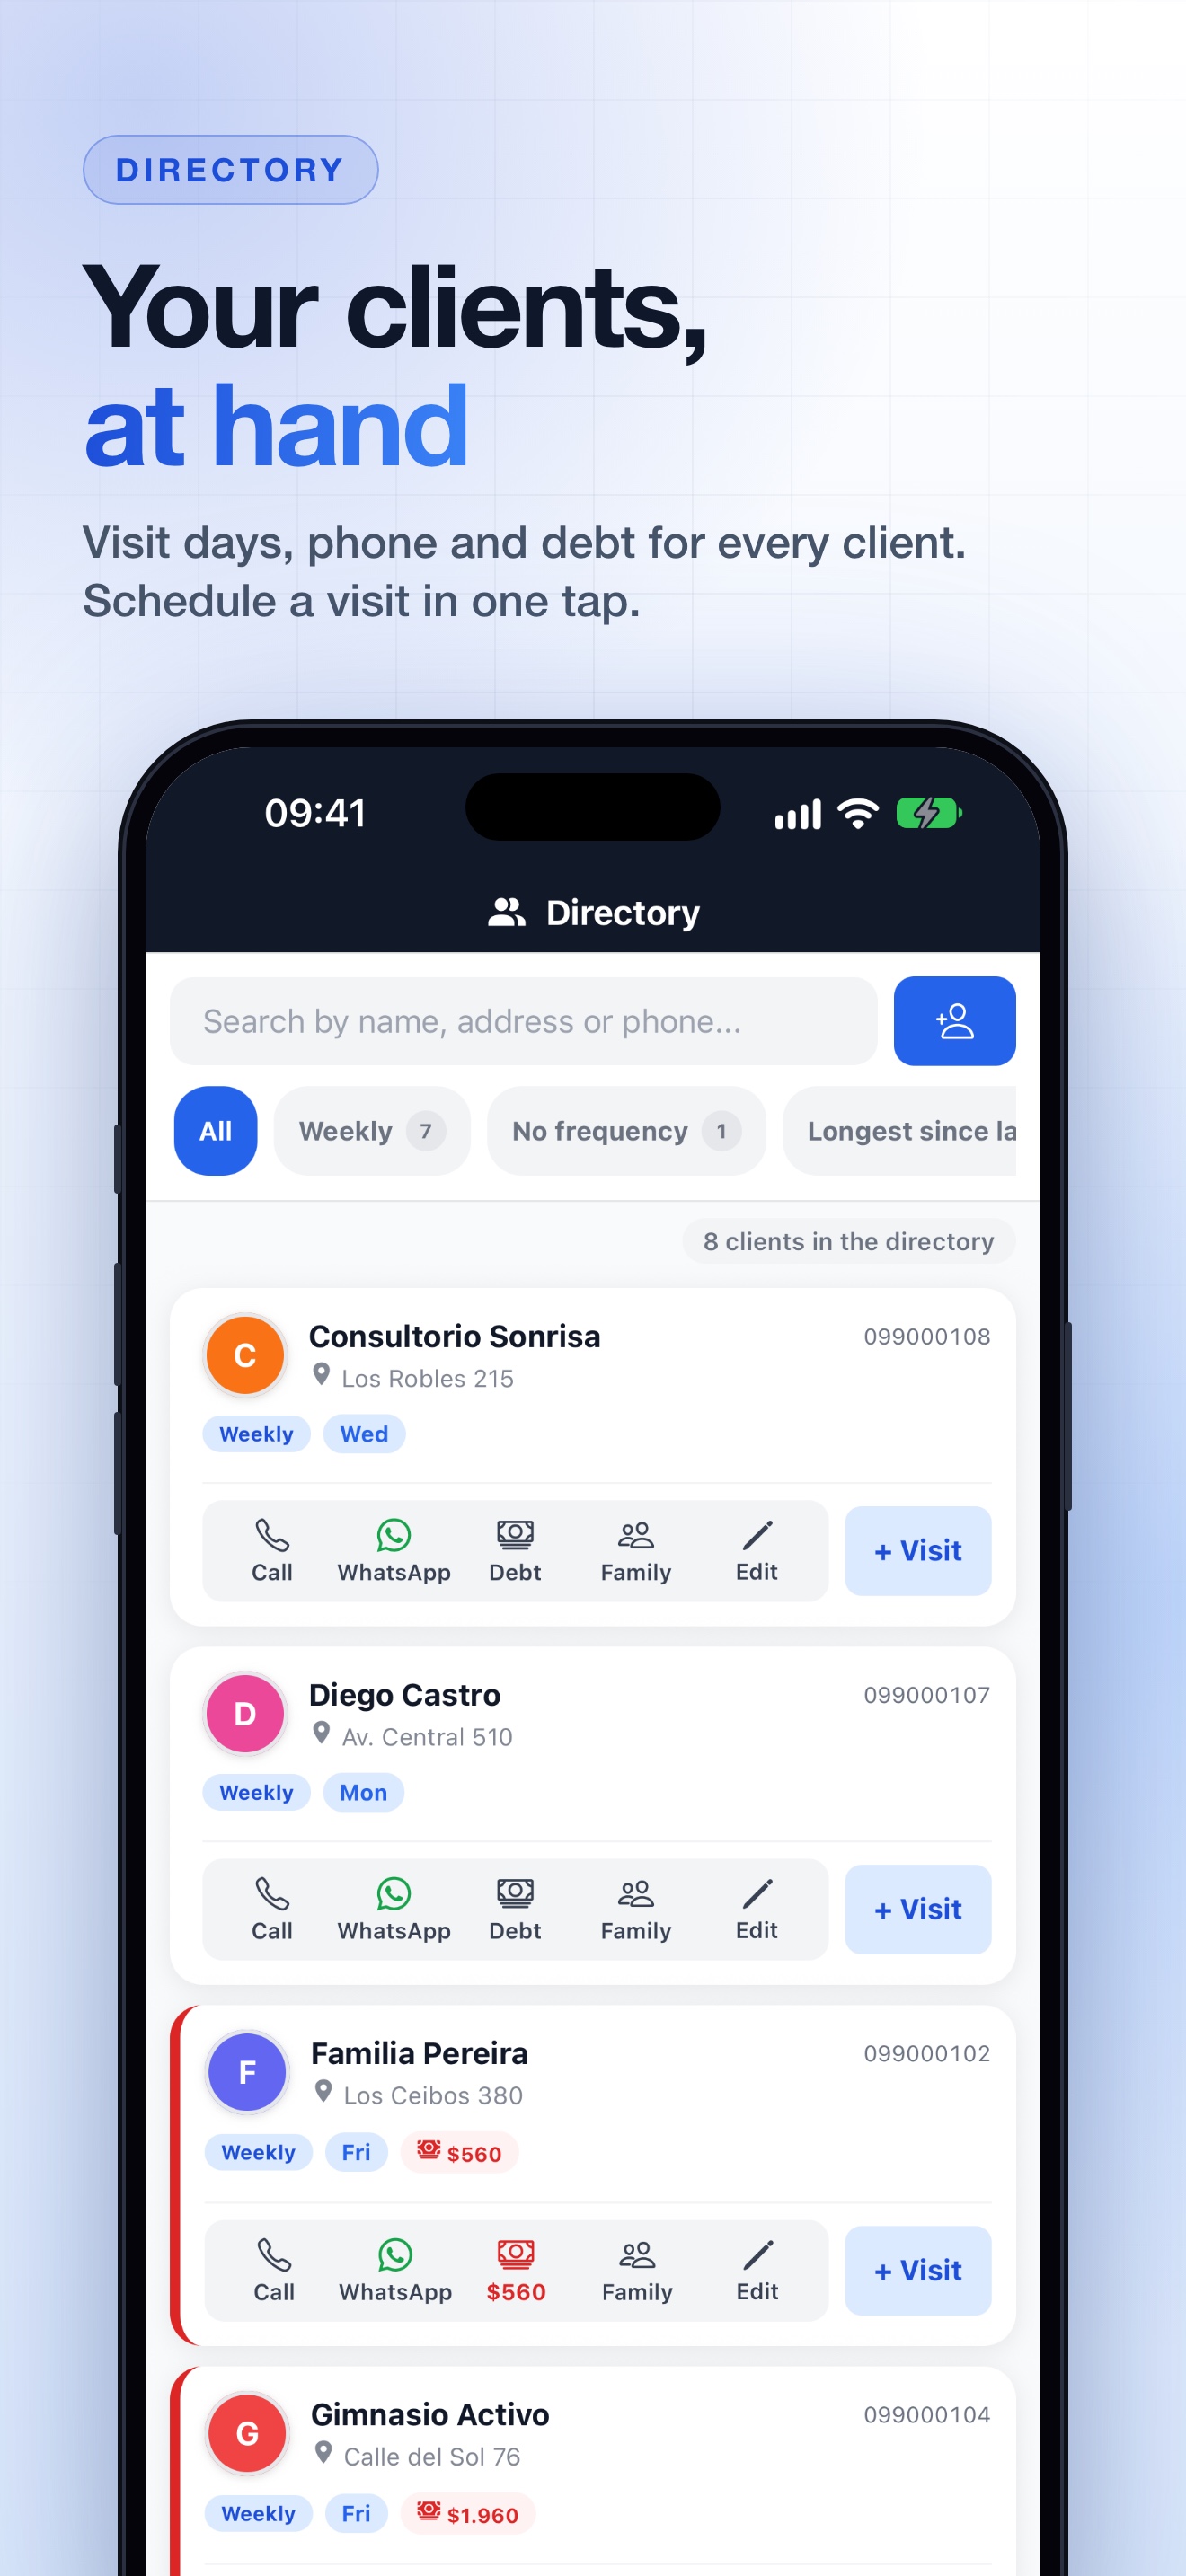 DIRECTORY
Your clients,
at hand
Visit days, phone and debt for every client.
Schedule a visit in one tap.
09:41
Directory
Search by name, address or phone...
All
Weekly 7
No frequency 1
Longest since la
8 clients in the directory
C
Consultorio Sonrisa
099000108
Los Robles 215
Weekly Wed
Call WhatsApp Debt Family Edit
+ Visit
D
Diego Castro
099000107
Av. Central 510
Weekly Mon
Call WhatsApp Debt Family Edit
+ Visit
F
Familia Pereira
099000102
Los Ceibos 380
Weekly Fri $560
Call WhatsApp $560 Family Edit
+ Visit
G
Gimnasio Activo
099000104
Calle del Sol 76
Weekly Fri $1.960